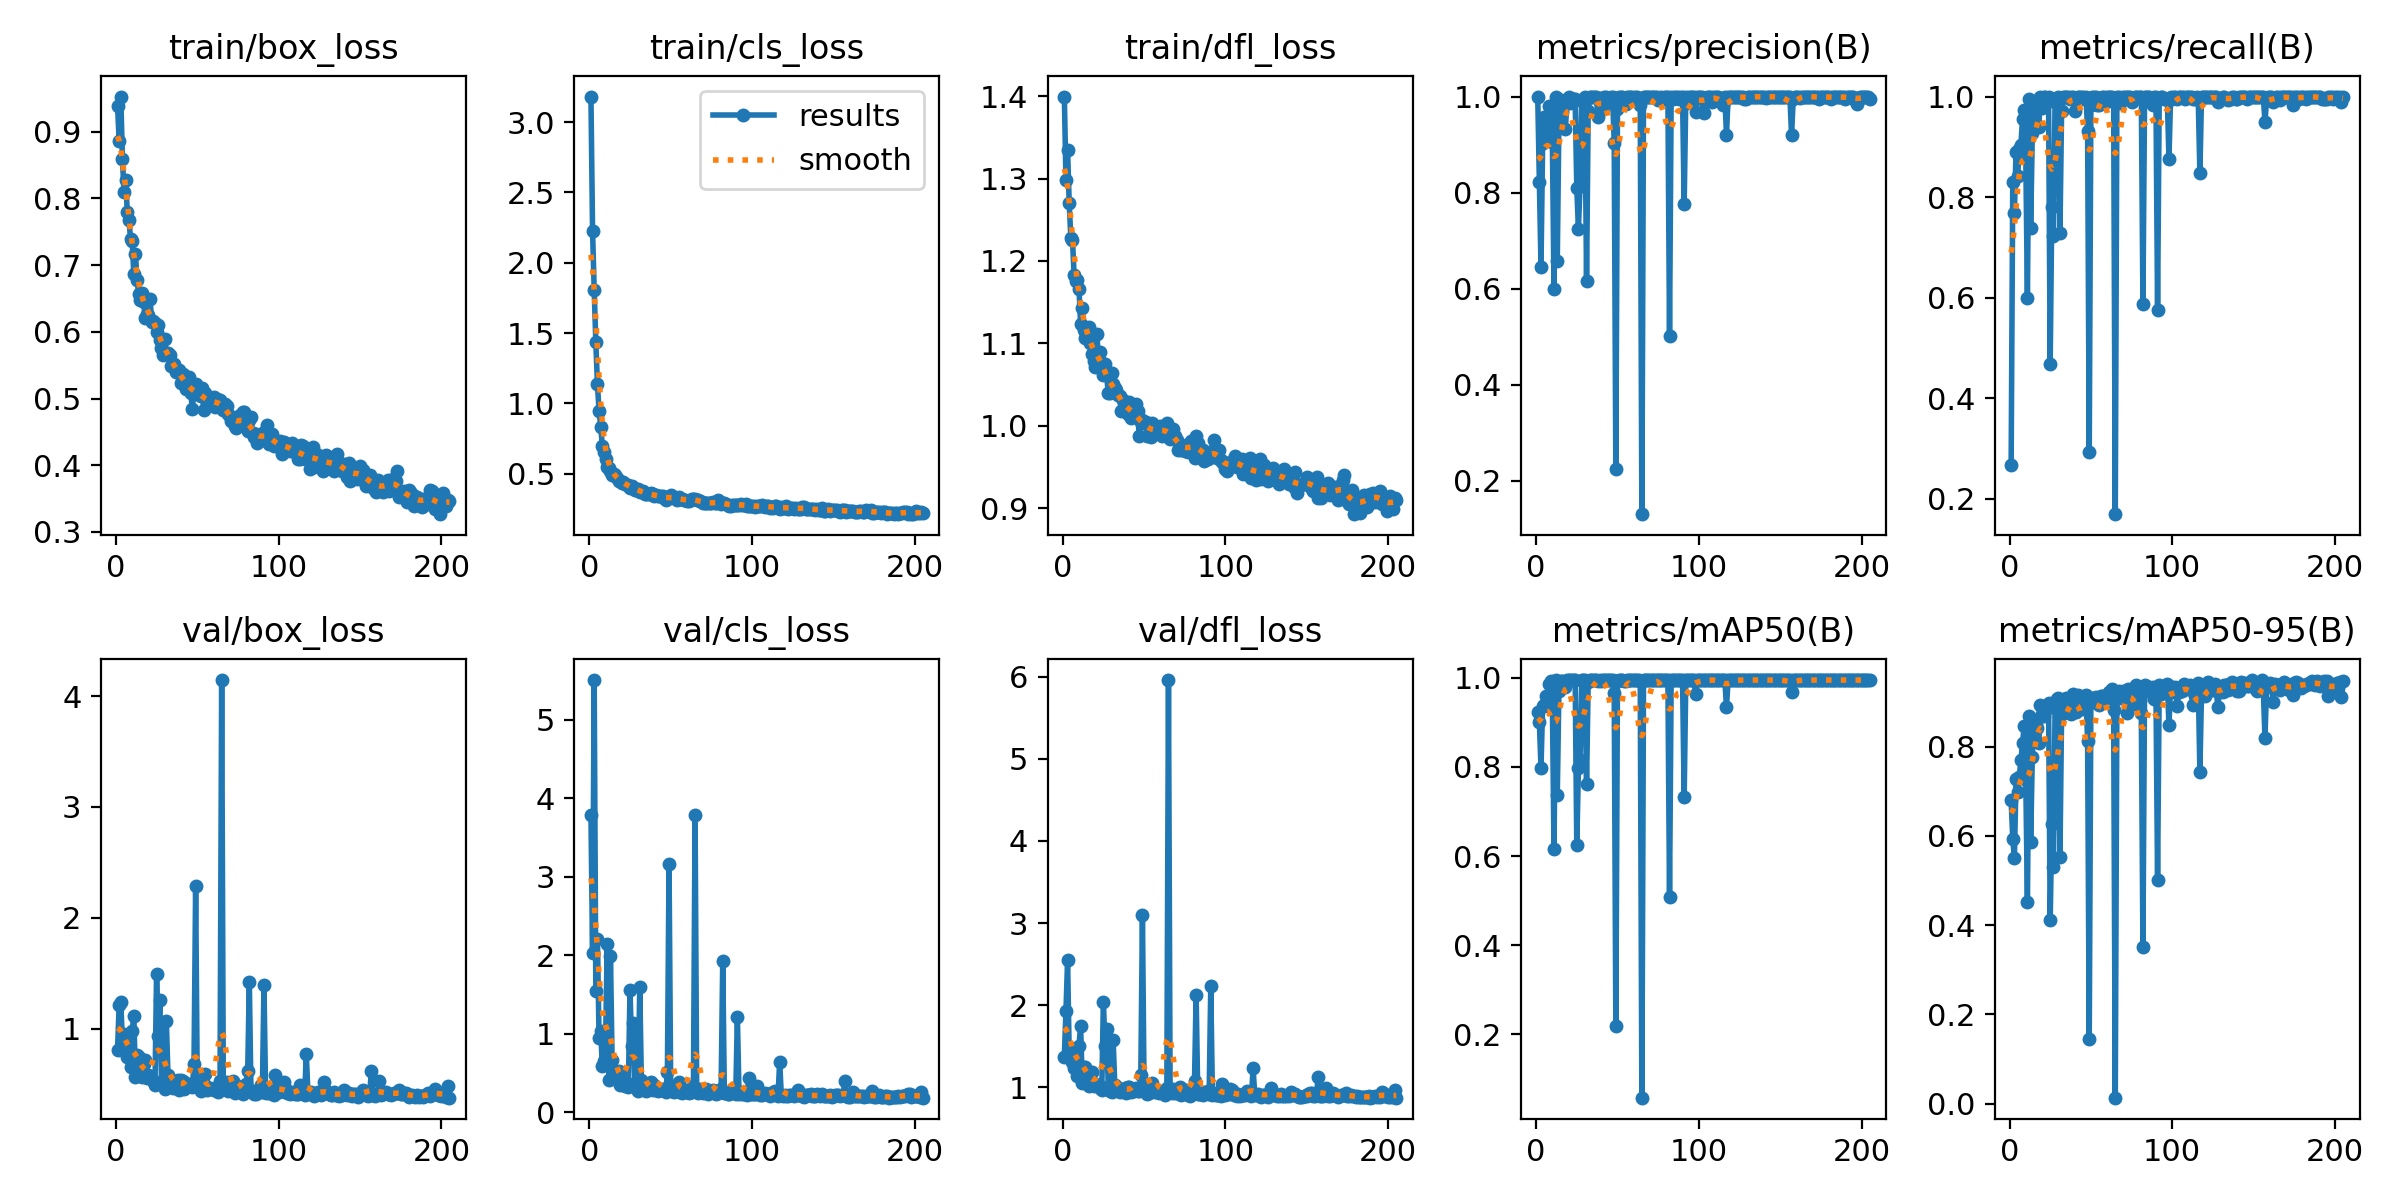 train/box_loss
0.9
0.8
0.7
0.6
0.5
0.4
0.3
0 100 200
train/cls_loss
results
smooth
3.0
2.5
2.0
1.5
1.0
0.5
0 100 200
train/dfl_loss
1.4
1.3
1.2
1.1
1.0
0.9
0 100 200
metrics/precision(B)
1.0
0.8
0.6
0.4
0.2
0 100 200
metrics/recall(B)
1.0
0.8
0.6
0.4
0.2
0 100 200
val/box_loss
4
3
2
1
0 100 200
val/cls_loss
5
4
3
2
1
0
0 100 200
val/dfl_loss
6
5
4
3
2
1
0 100 200
metrics/mAP50(B)
1.0
0.8
0.6
0.4
0.2
0 100 200
metrics/mAP50-95(B)
0.8
0.6
0.4
0.2
0.0
0 100 200